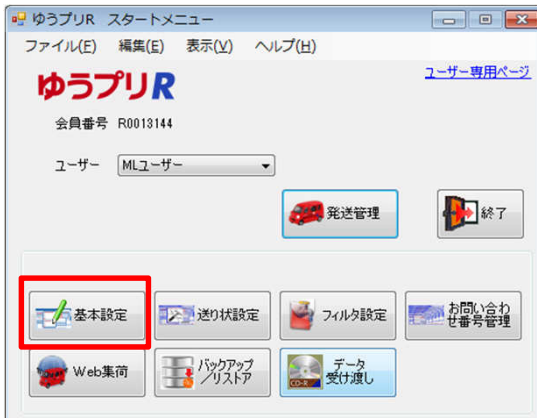 ゆうプリR スタートメニュー
ファイル(F) 編集(E) 表示(V) ヘルプ(H)
ゆうプリR
ユーザー専用ページ
会員番号 R0013144
ユーザー MLユーザー
発送管理
終了
基本設定
送り状設定
フィルタ設定
お問い合わ
せ番号管理
Web集荷
バックアップ
／リストア
CD-R
データ
受け渡し